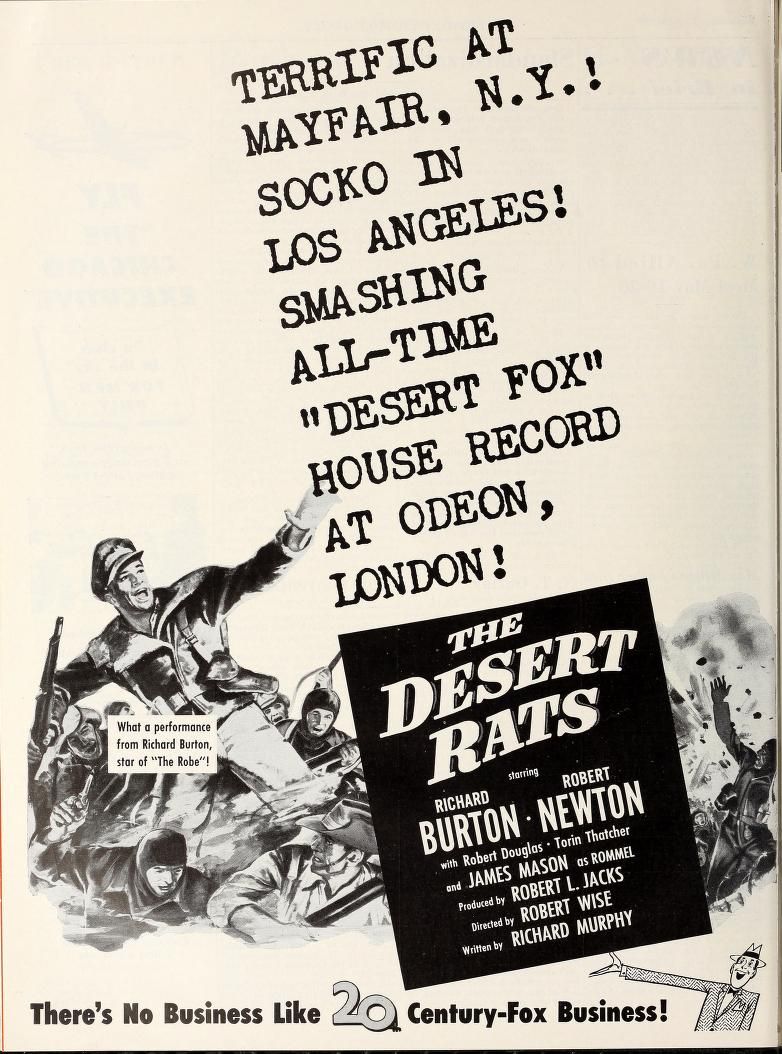 TERRIFIC AT
MAYFAIR, N.Y.!
SOCKO IN
LOS ANGELES!
SMASHING
ALL-TIME
"DESERT FOX"
HOUSE RECORD
AT ODEON,
LONDON!
What a performance
from Richard Burton,
star of "The Robe"!
THE
DESERT
RATS
starring
RICHARD BURTON · ROBERT NEWTON
with Robert Douglas · Torin Thatcher
and JAMES MASON as ROMMEL
Produced by ROBERT L. JACKS
Directed by ROBERT WISE
Written by RICHARD MURPHY
There's No Business Like 20th Century-Fox Business!